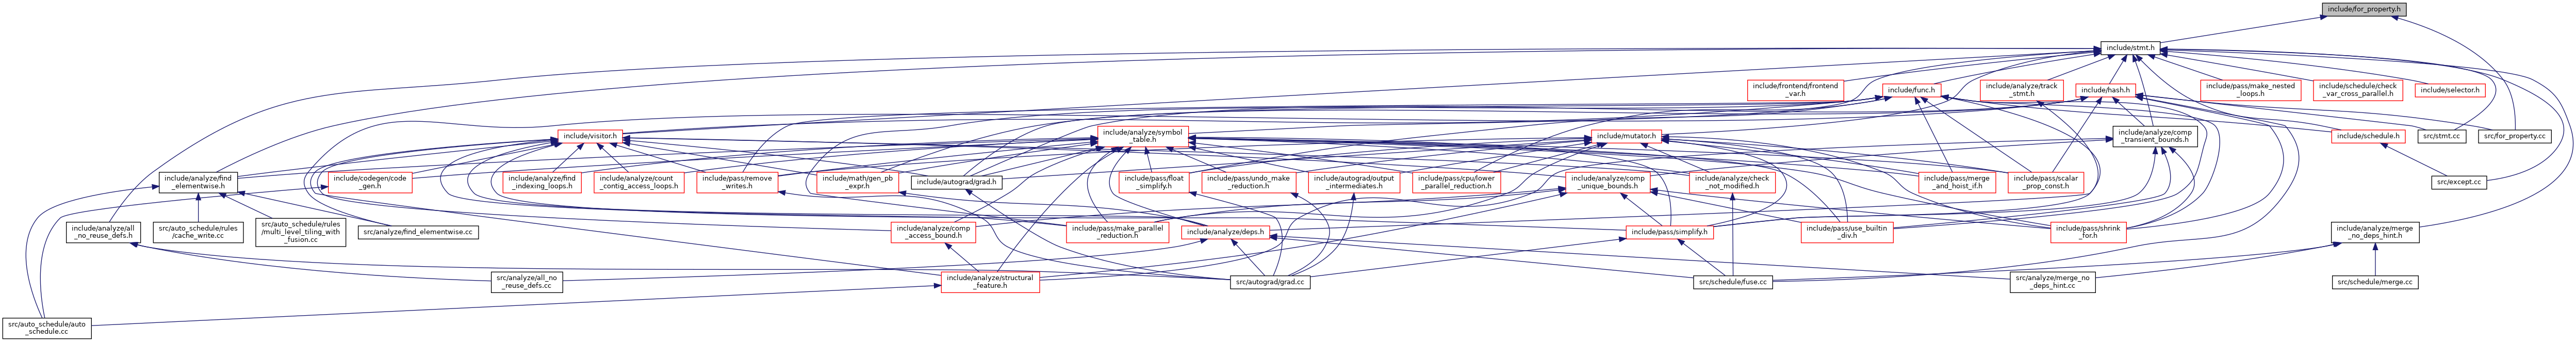 include/for_property.h
include/stmt.h
include/frontend/frontend
_var.h
include/func.h
include/analyze/track
_stmt.h
include/hash.h
include/pass/make_nested
_loops.h
include/schedule/check
_var_cross_parallel.h
include/selector.h
include/visitor.h
include/analyze/symbol
_table.h
include/mutator.h
include/analyze/comp
_transient_bounds.h
include/schedule.h
src/stmt.cc
src/for_property.cc
include/analyze/find
_elementwise.h
include/codegen/code
_gen.h
include/analyze/find
_indexing_loops.h
include/analyze/count
_contig_access_loops.h
include/pass/remove
_writes.h
include/math/gen_pb
_expr.h
include/autograd/grad.h
include/pass/float
_simplify.h
include/pass/undo_make
_reduction.h
include/autograd/output
_intermediates.h
include/pass/cpu/lower
_parallel_reduction.h
include/analyze/comp
_unique_bounds.h
include/analyze/check
_not_modified.h
include/pass/merge
_and_hoist_if.h
include/pass/scalar
_prop_const.h
src/except.cc
include/analyze/all
_no_reuse_defs.h
src/auto_schedule/rules
/cache_write.cc
src/auto_schedule/rules
/multi_level_tiling_with
_fusion.cc
src/analyze/find_elementwise.cc
include/analyze/comp
_access_bound.h
include/pass/make_parallel
_reduction.h
include/analyze/deps.h
include/pass/simplify.h
include/pass/use_builtin
_div.h
include/pass/shrink
_for.h
include/analyze/merge
_no_deps_hint.h
src/analyze/all_no
_reuse_defs.cc
include/analyze/structural
_feature.h
src/autograd/grad.cc
src/schedule/fuse.cc
src/analyze/merge_no
_deps_hint.cc
src/schedule/merge.cc
src/auto_schedule/auto
_schedule.cc